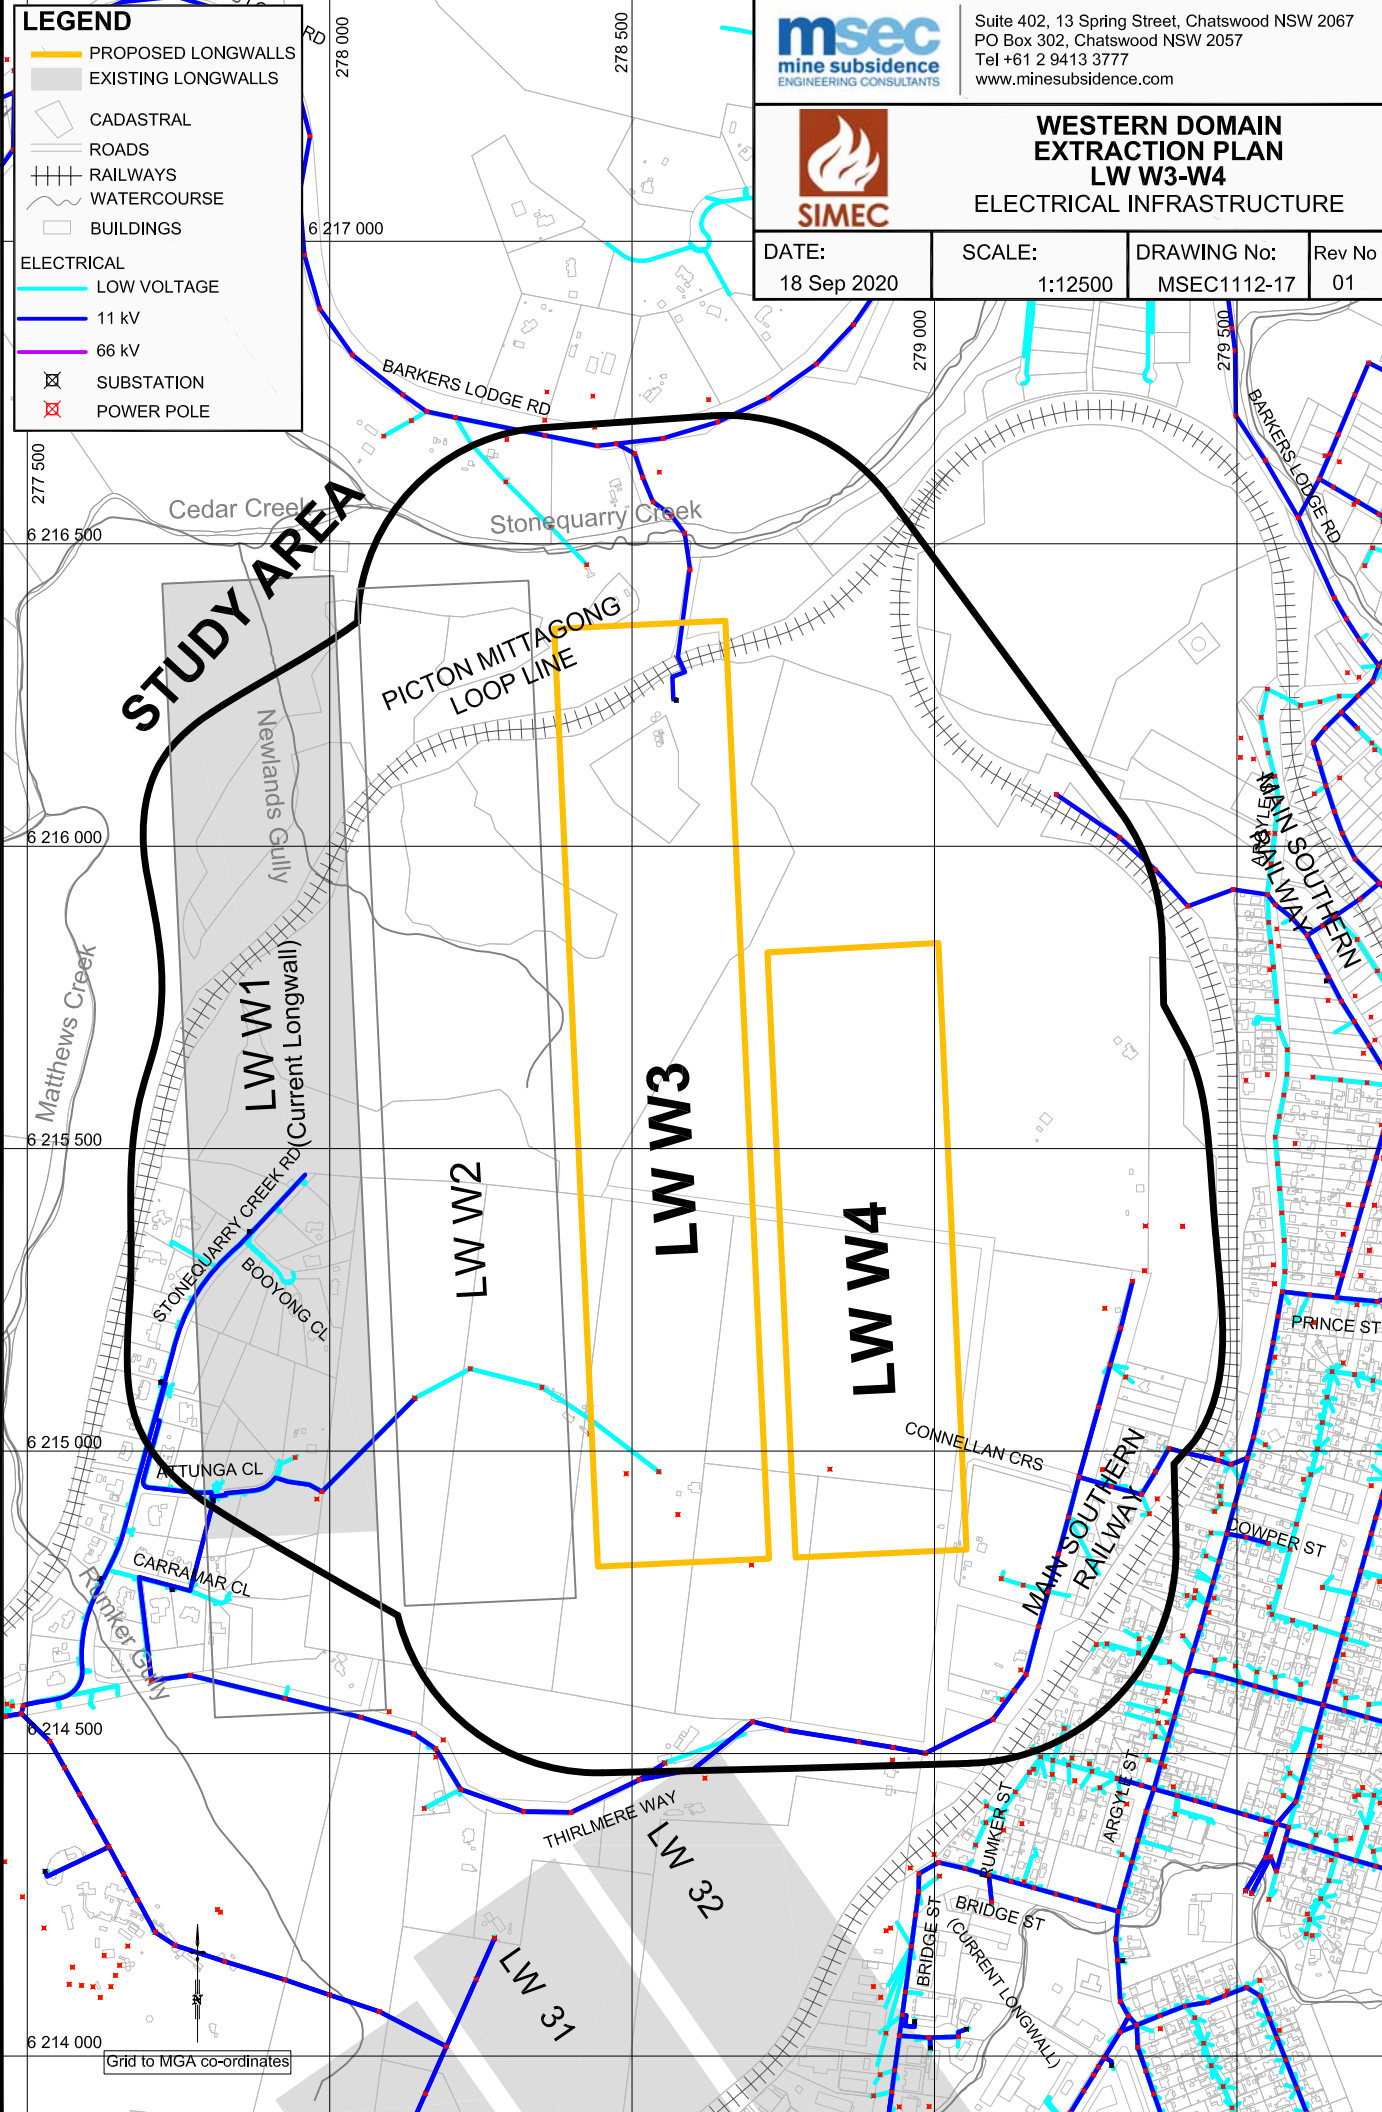 LEGEND
PROPOSED LONGWALLS
EXISTING LONGWALLS
CADASTRAL
ROADS
RAILWAYS
WATERCOURSE
BUILDINGS
ELECTRICAL
LOW VOLTAGE
11 kV
66 kV
SUBSTATION
POWER POLE
RD
278 000
278 500
msec
mine subsidence
ENGINEERING CONSULTANTS
Suite 402, 13 Spring Street, Chatswood NSW 2067
PO Box 302, Chatswood NSW 2057
Tel +61 2 9413 3777
www.minesubsidence.com
SIMEC
WESTERN DOMAIN
EXTRACTION PLAN
LW W3-W4
ELECTRICAL INFRASTRUCTURE
DATE:
18 Sep 2020
SCALE:
1:12500
DRAWING No:
MSEC1112-17
Rev No
01
6 217 000
279 000
279 500
BARKERS LODGE RD
BARKERS LODGE RD
277 500
Cedar Creek
Stonequarry Creek
6 216 500
STUDY AREA
PICTON MITTAGONG
LOOP LINE
Newlands Gully
6 216 000
ARGYLE ST
MAIN SOUTHERN
RAILWAY
Matthews Creek
LW W1
(Current Longwall)
LW W3
6 215 500
STONEQUARRY CREEK RD
LW W2
LW W4
BOOYONG CL
PRINCE ST
6 215 000
ATTUNGA CL
CONNELLAN CRS
MAIN SOUTHERN
RAILWAY
COWPER ST
CARRAMAR CL
Rumker Gully
6 214 500
THIRLMERE WAY
RUMKER ST
ARGYLE ST
LW 32
BRIDGE ST
BRIDGE ST
(CURRENT LONGWALL)
LW 31
N
6 214 000
Grid to MGA co-ordinates